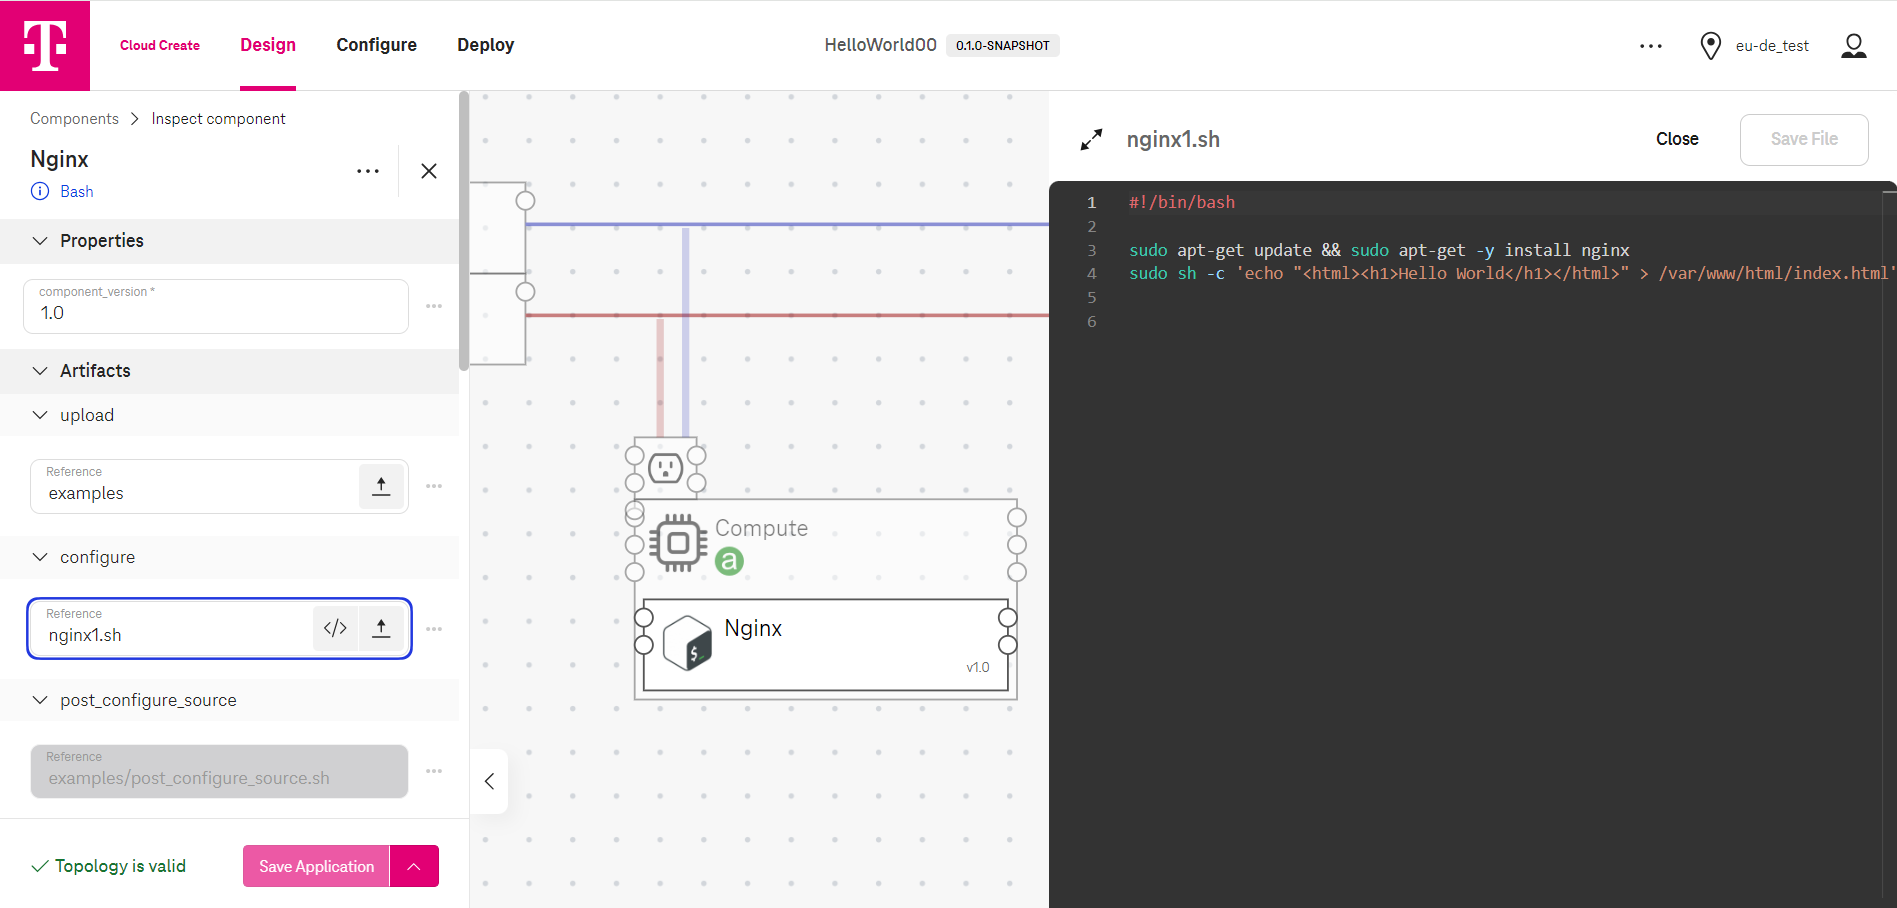 T
Cloud Create
Design
Configure
Deploy
HelloWorld00
0.1.0-SNAPSHOT
eu-de_test
Components > Inspect component
Nginx
Bash
Properties
component_version *
1.0
Artifacts
upload
Reference
examples
configure
Reference
nginx1.sh
</>
post_configure_source
Reference
examples/post_configure_source.sh
Topology is valid
Save Application
Compute
a
Nginx
$_
v1.0
nginx1.sh
Close
Save File
1 #!/bin/bash
2
3 sudo apt-get update && sudo apt-get -y install nginx
4 sudo sh -c 'echo "<html><h1>Hello World</h1></html>" > /var/www/html/index.html'
5
6